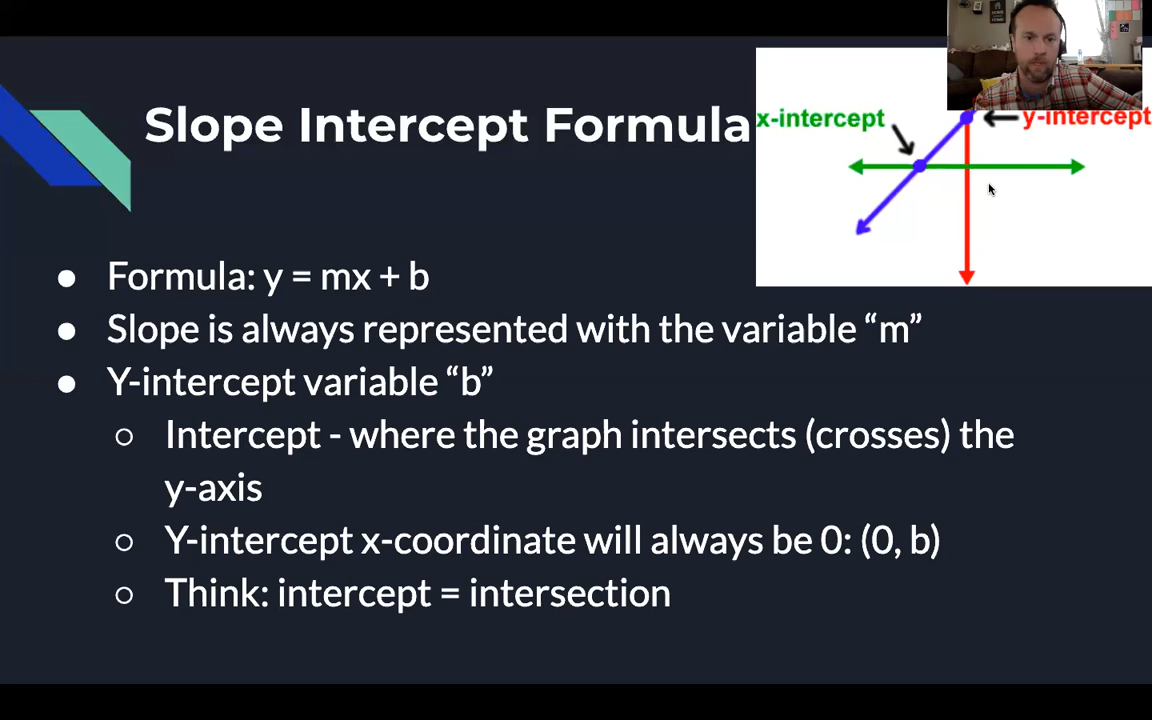 Slope Intercept Formula
x-intercept
y-intercept
● Formula: y = mx + b
● Slope is always represented with the variable “m”
● Y-intercept variable “b”
○ Intercept - where the graph intersects (crosses) the
y-axis
○ Y-intercept x-coordinate will always be 0: (0, b)
○ Think: intercept = intersection